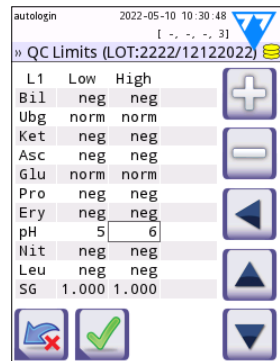 autologin 2022-05-10 10:30:48
[ -, -, -, 3]
» QC Limits (LOT:2222/12122022)
L1 Low High
Bil neg neg
Ubg norm norm
Ket neg neg
Asc neg neg
Glu norm norm
Pro neg neg
Ery neg neg
pH 5 6
Nit neg neg
Leu neg neg
SG 1.000 1.000